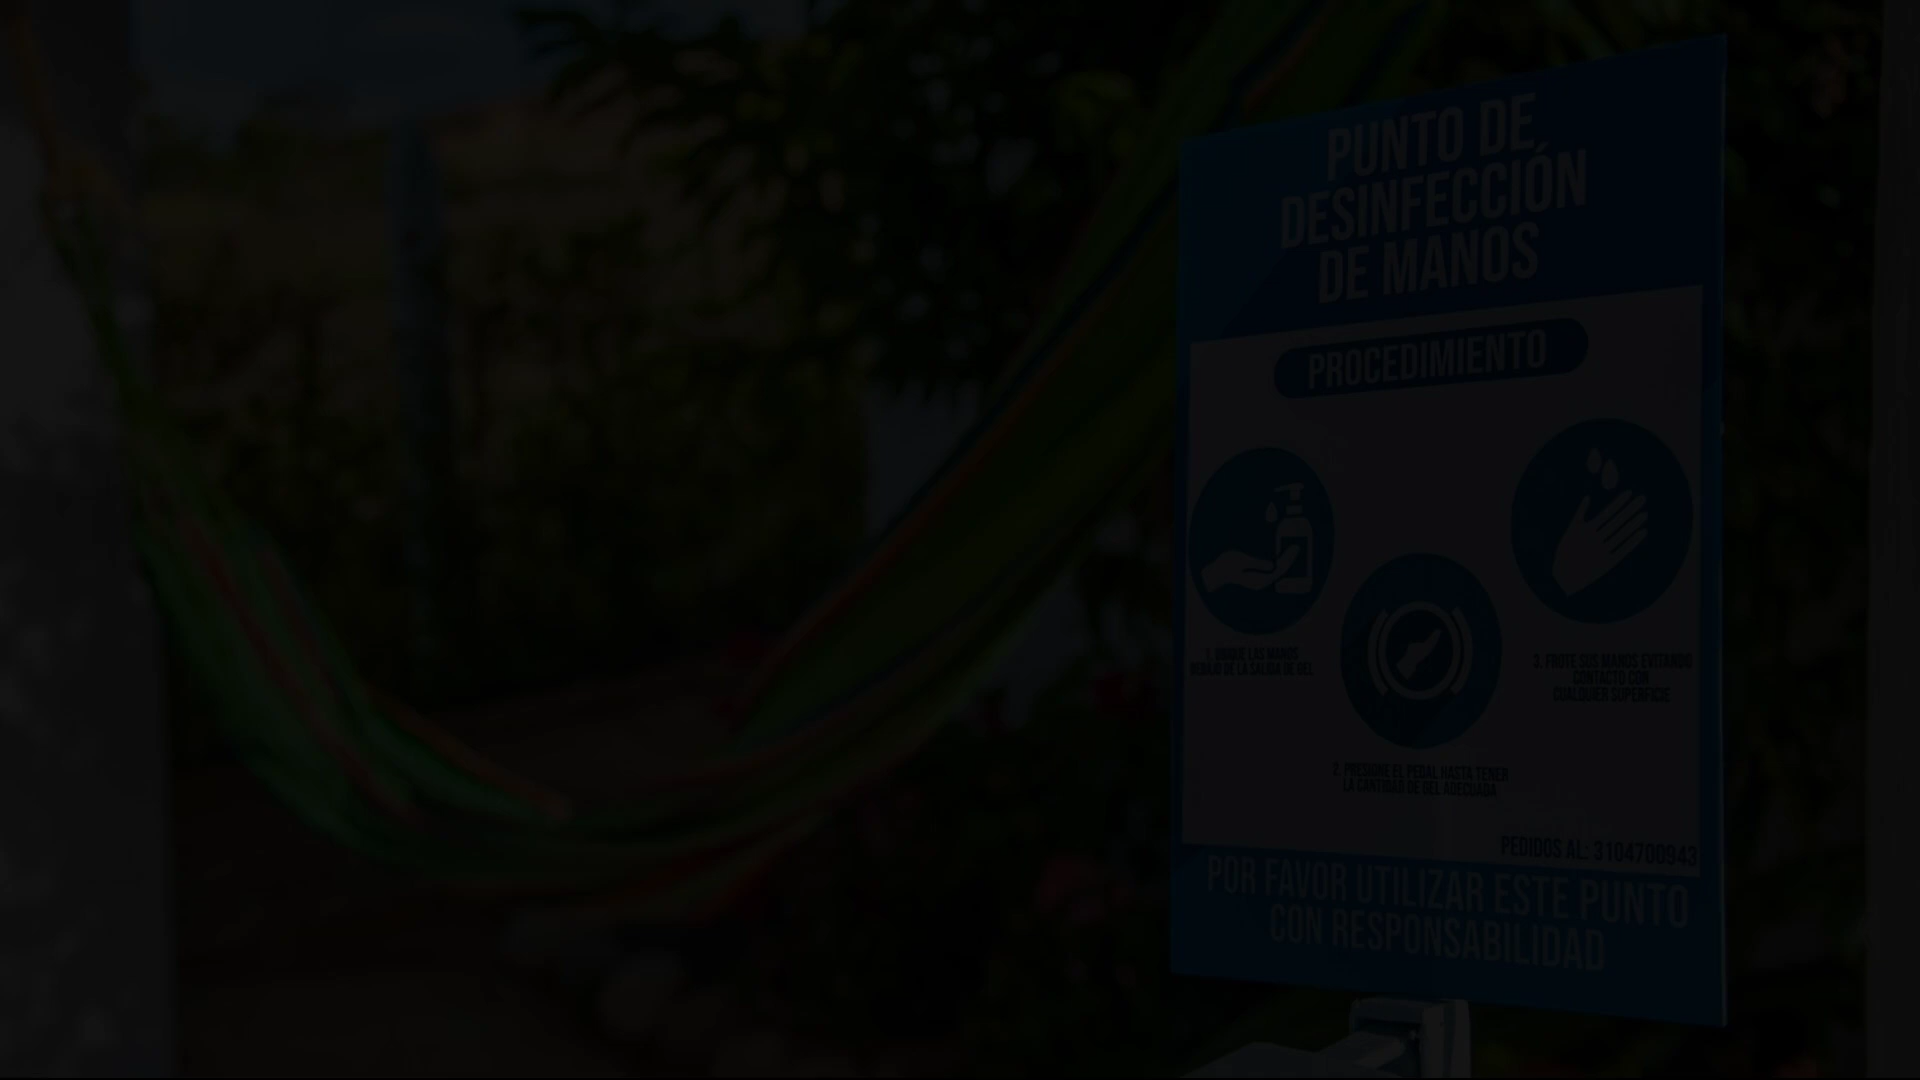 PUNTO DE
DESINFECCIÓN
DE MANOS
PROCEDIMIENTO
1. UBIQUE LAS MANOS
DEBAJO DE LA SALIDA DE GEL
2. PRESIONE EL PEDAL HASTA TENER
LA CANTIDAD DE GEL ADECUADA
3. FROTE SUS MANOS EVITANDO
CONTACTO CON
CUALQUIER SUPERFICIE
PEDIDOS AL: 3104700943
POR FAVOR UTILIZAR ESTE PUNTO
CON RESPONSABILIDAD